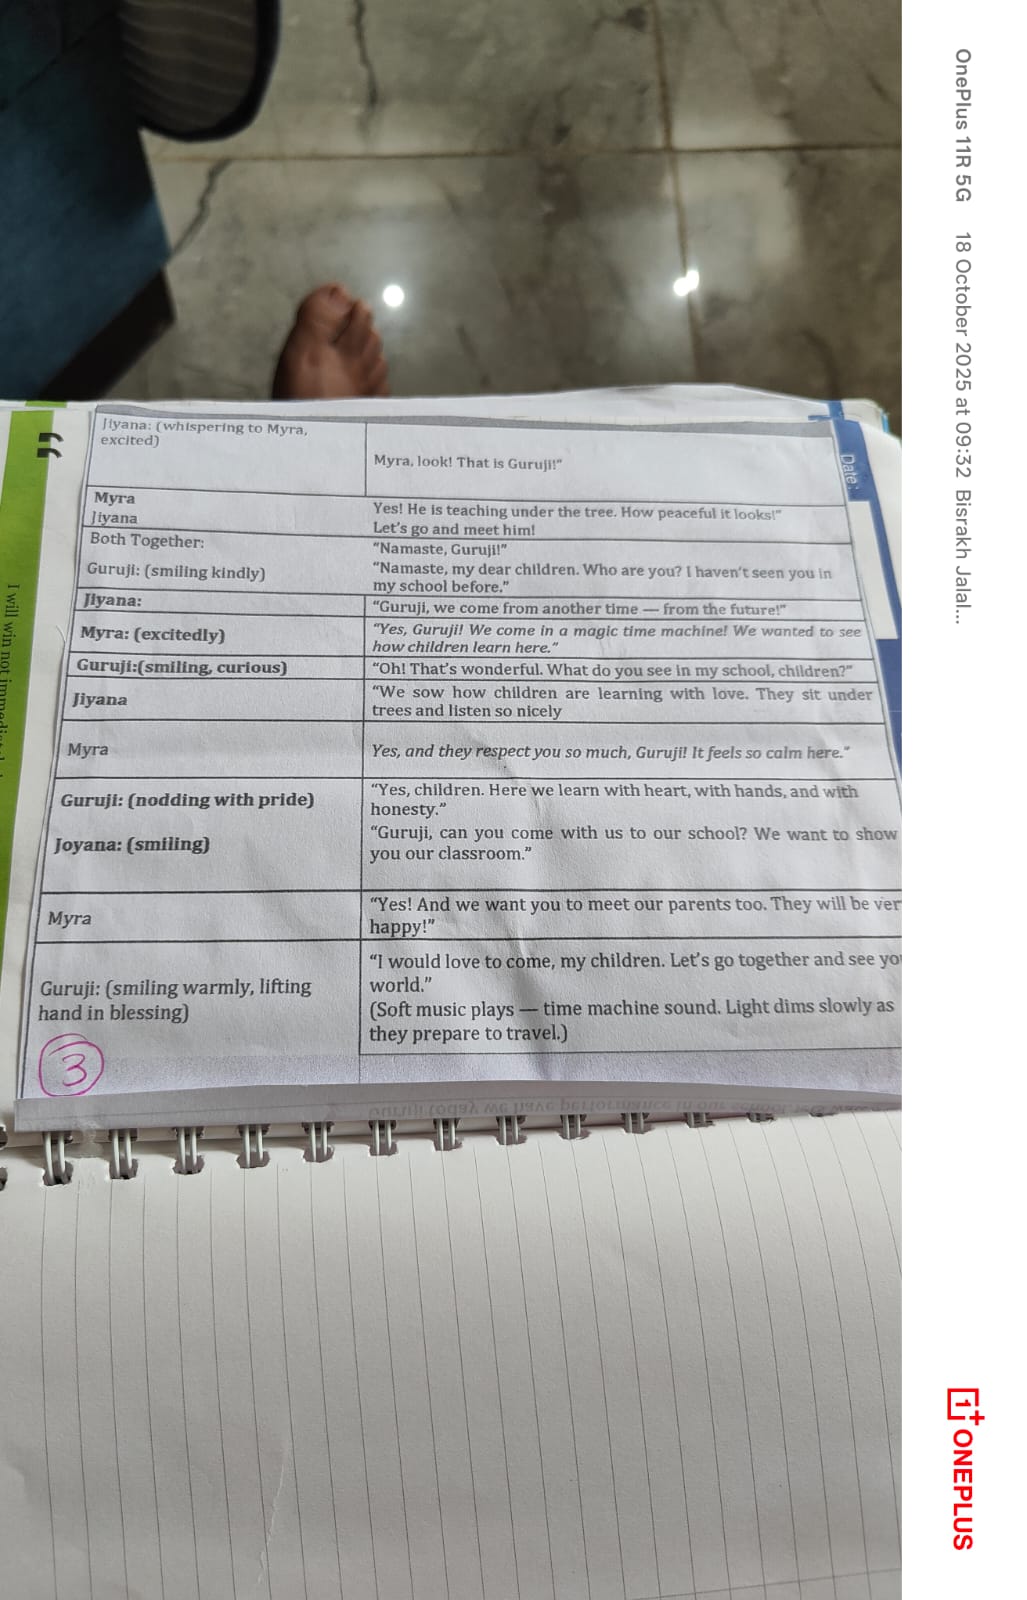 Jiyana: (whispering to Myra,
excited)
Myra, look! That is Guruji!"
Myra
Yes! He is teaching under the tree. How peaceful it looks!"
Jiyana
Let's go and meet him!
Both Together:
"Namaste, Guruji!"
Guruji: (smiling kindly)
"Namaste, my dear children. Who are you? I haven't seen you in
my school before."
Jiyana:
"Guruji, we come from another time — from the future!"
Myra: (excitedly)
"Yes, Guruji! We come in a magic time machine! We wanted to see
how children learn here."
Guruji:(smiling, curious)
"Oh! That's wonderful. What do you see in my school, children?"
Jiyana
"We sow how children are learning with love. They sit under
trees and listen so nicely
Myra
Yes, and they respect you so much, Guruji! It feels so calm here."
Guruji: (nodding with pride)
"Yes, children. Here we learn with heart, with hands, and with
honesty."
Joyana: (smiling)
"Guruji, can you come with us to our school? We want to show
you our classroom."
Myra
"Yes! And we want you to meet our parents too. They will be ver
happy!"
Guruji: (smiling warmly, lifting
hand in blessing)
"I would love to come, my children. Let's go together and see yo
world."
(Soft music plays — time machine sound. Light dims slowly as
they prepare to travel.)
3
Date:
I will win not
OnePlus 11R 5G 18 October 2025 at 09:32 Bisrakh Jalal...
ONEPLUS